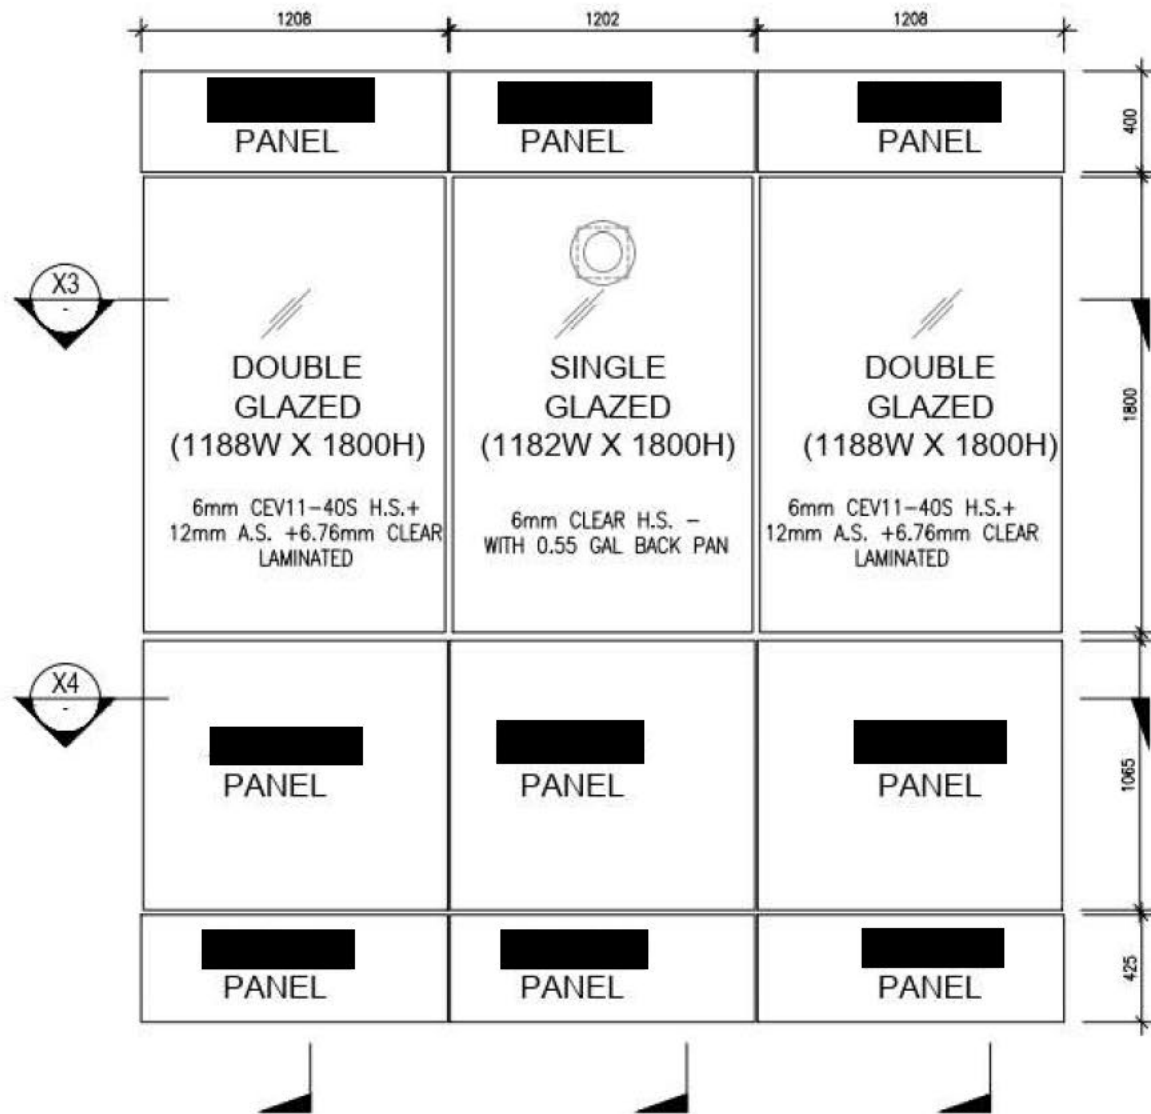 1208
1202
1208
PANEL
PANEL
PANEL
400
X3
-
DOUBLE
GLAZED
(1188W X 1800H)
6mm CEV11-40S H.S.+
12mm A.S. +6.76mm CLEAR
LAMINATED
SINGLE
GLAZED
(1182W X 1800H)
6mm CLEAR H.S. -
WITH 0.55 GAL BACK PAN
DOUBLE
GLAZED
(1188W X 1800H)
6mm CEV11-40S H.S.+
12mm A.S. +6.76mm CLEAR
LAMINATED
1800
X4
-
PANEL
PANEL
PANEL
1065
PANEL
PANEL
PANEL
425